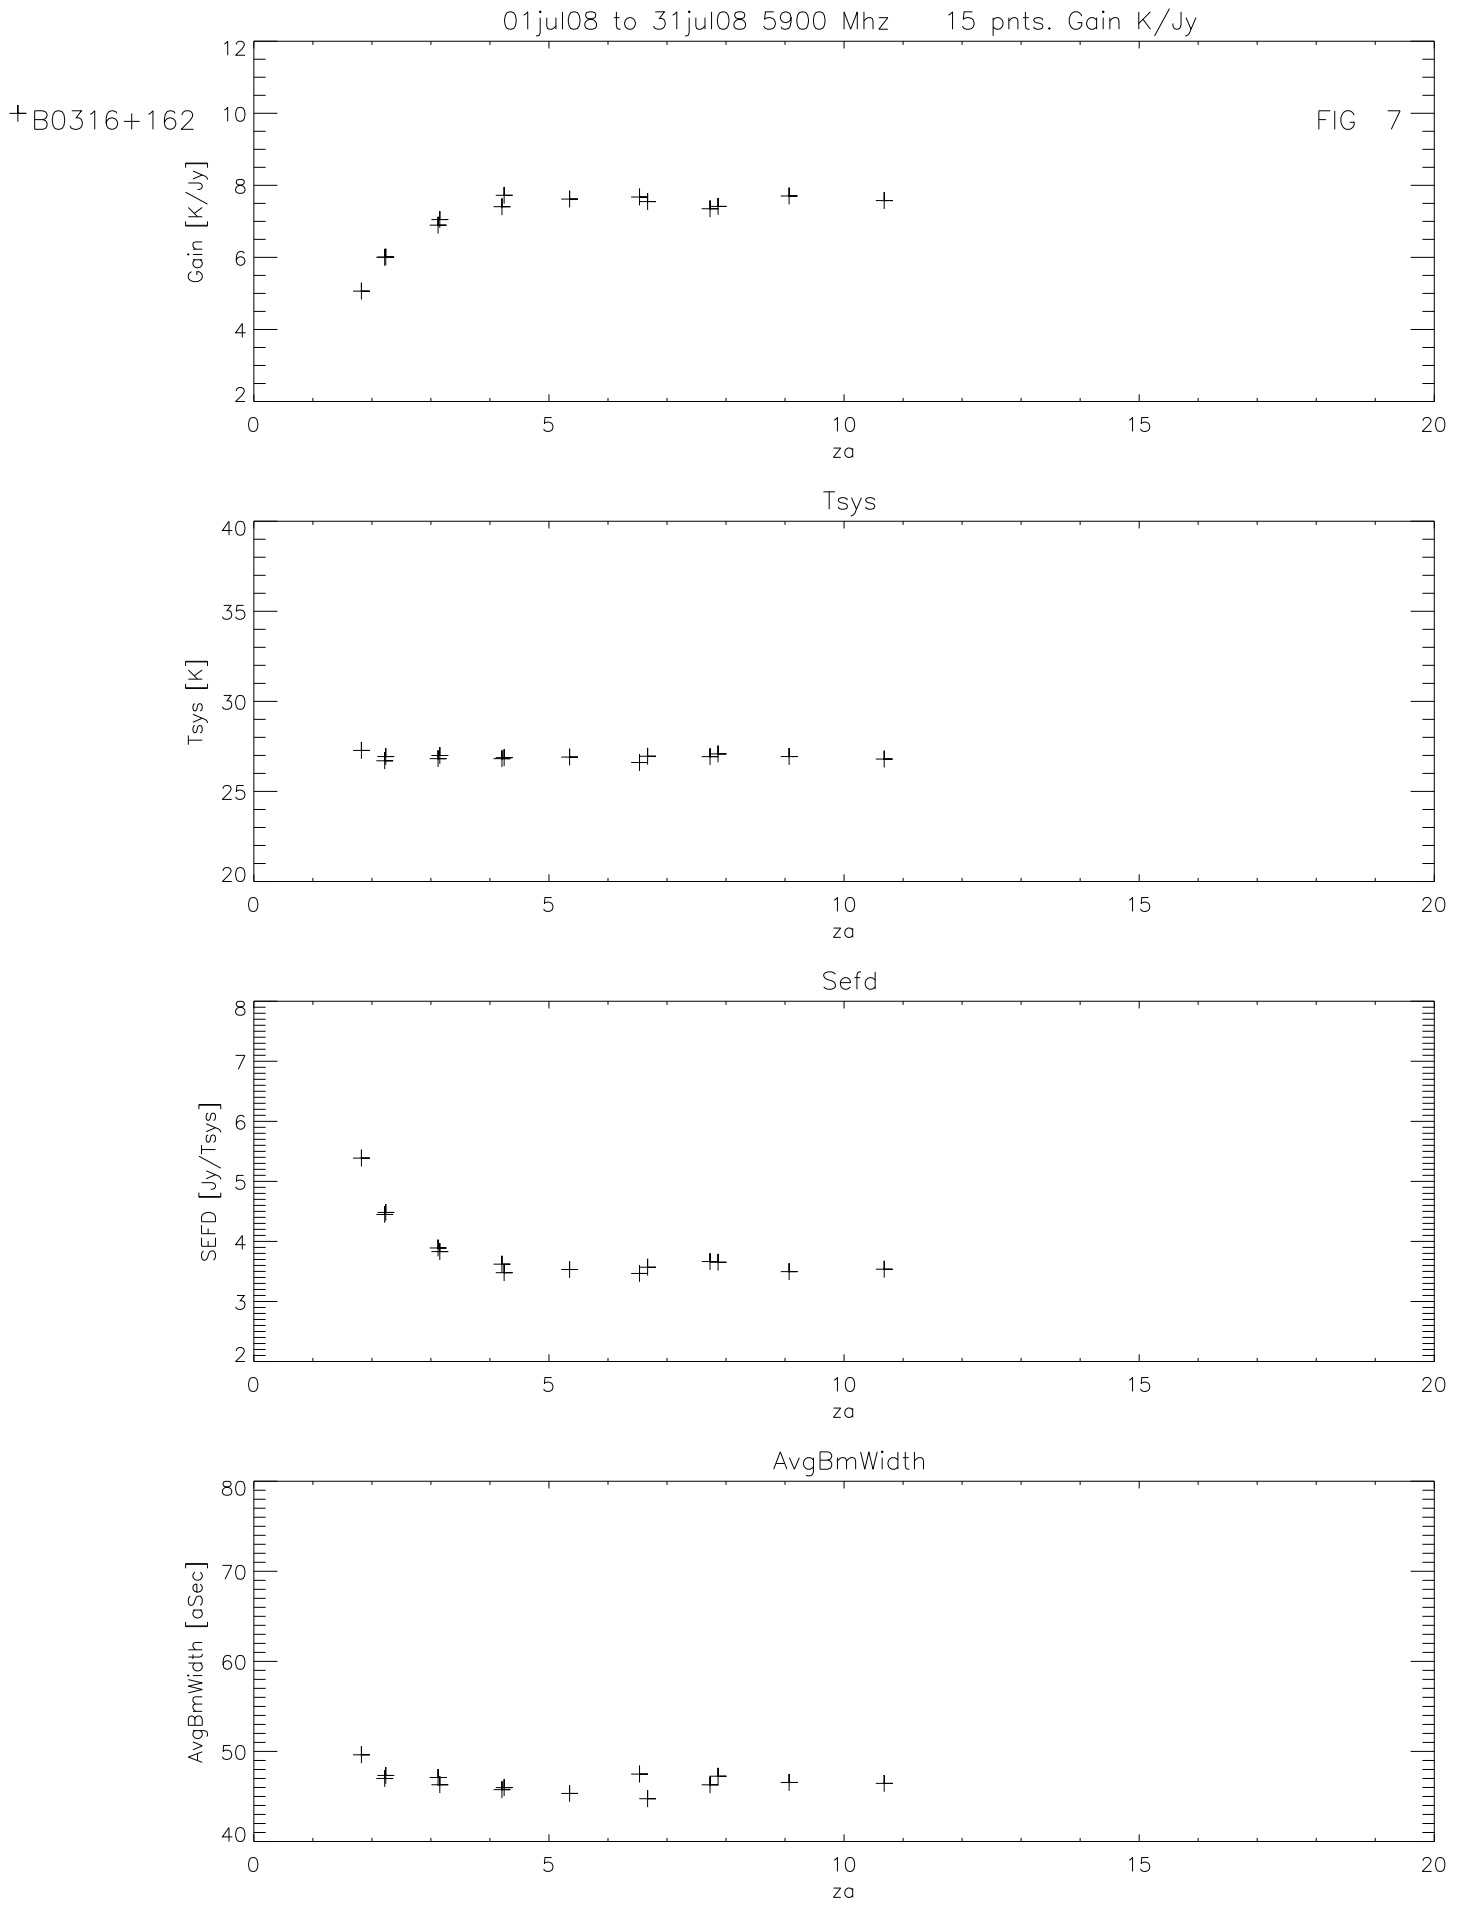 01jul08 to 31jul08 5900 Mhz 15 pnts. Gain K/Jy
+B0316+162
FIG 7
Gain [K/Jy]
12
10
8
6
4
2
0 5 10 15 20
za
Tsys
Tsys [K]
40
35
30
25
20
0 5 10 15 20
za
Sefd
SEFD [Jy/Tsys]
8
7
6
5
4
3
2
0 5 10 15 20
za
AvgBmWidth
AvgBmWidth [aSec]
80
70
60
50
40
0 5 10 15 20
za